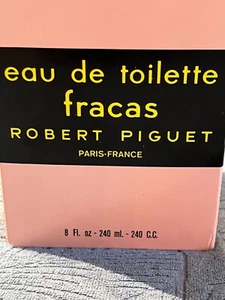 eau de toilette
fracas
ROBERT PIGUET
PARIS-FRANCE
8 Fl. oz - 240 ml. - 240 C.C.